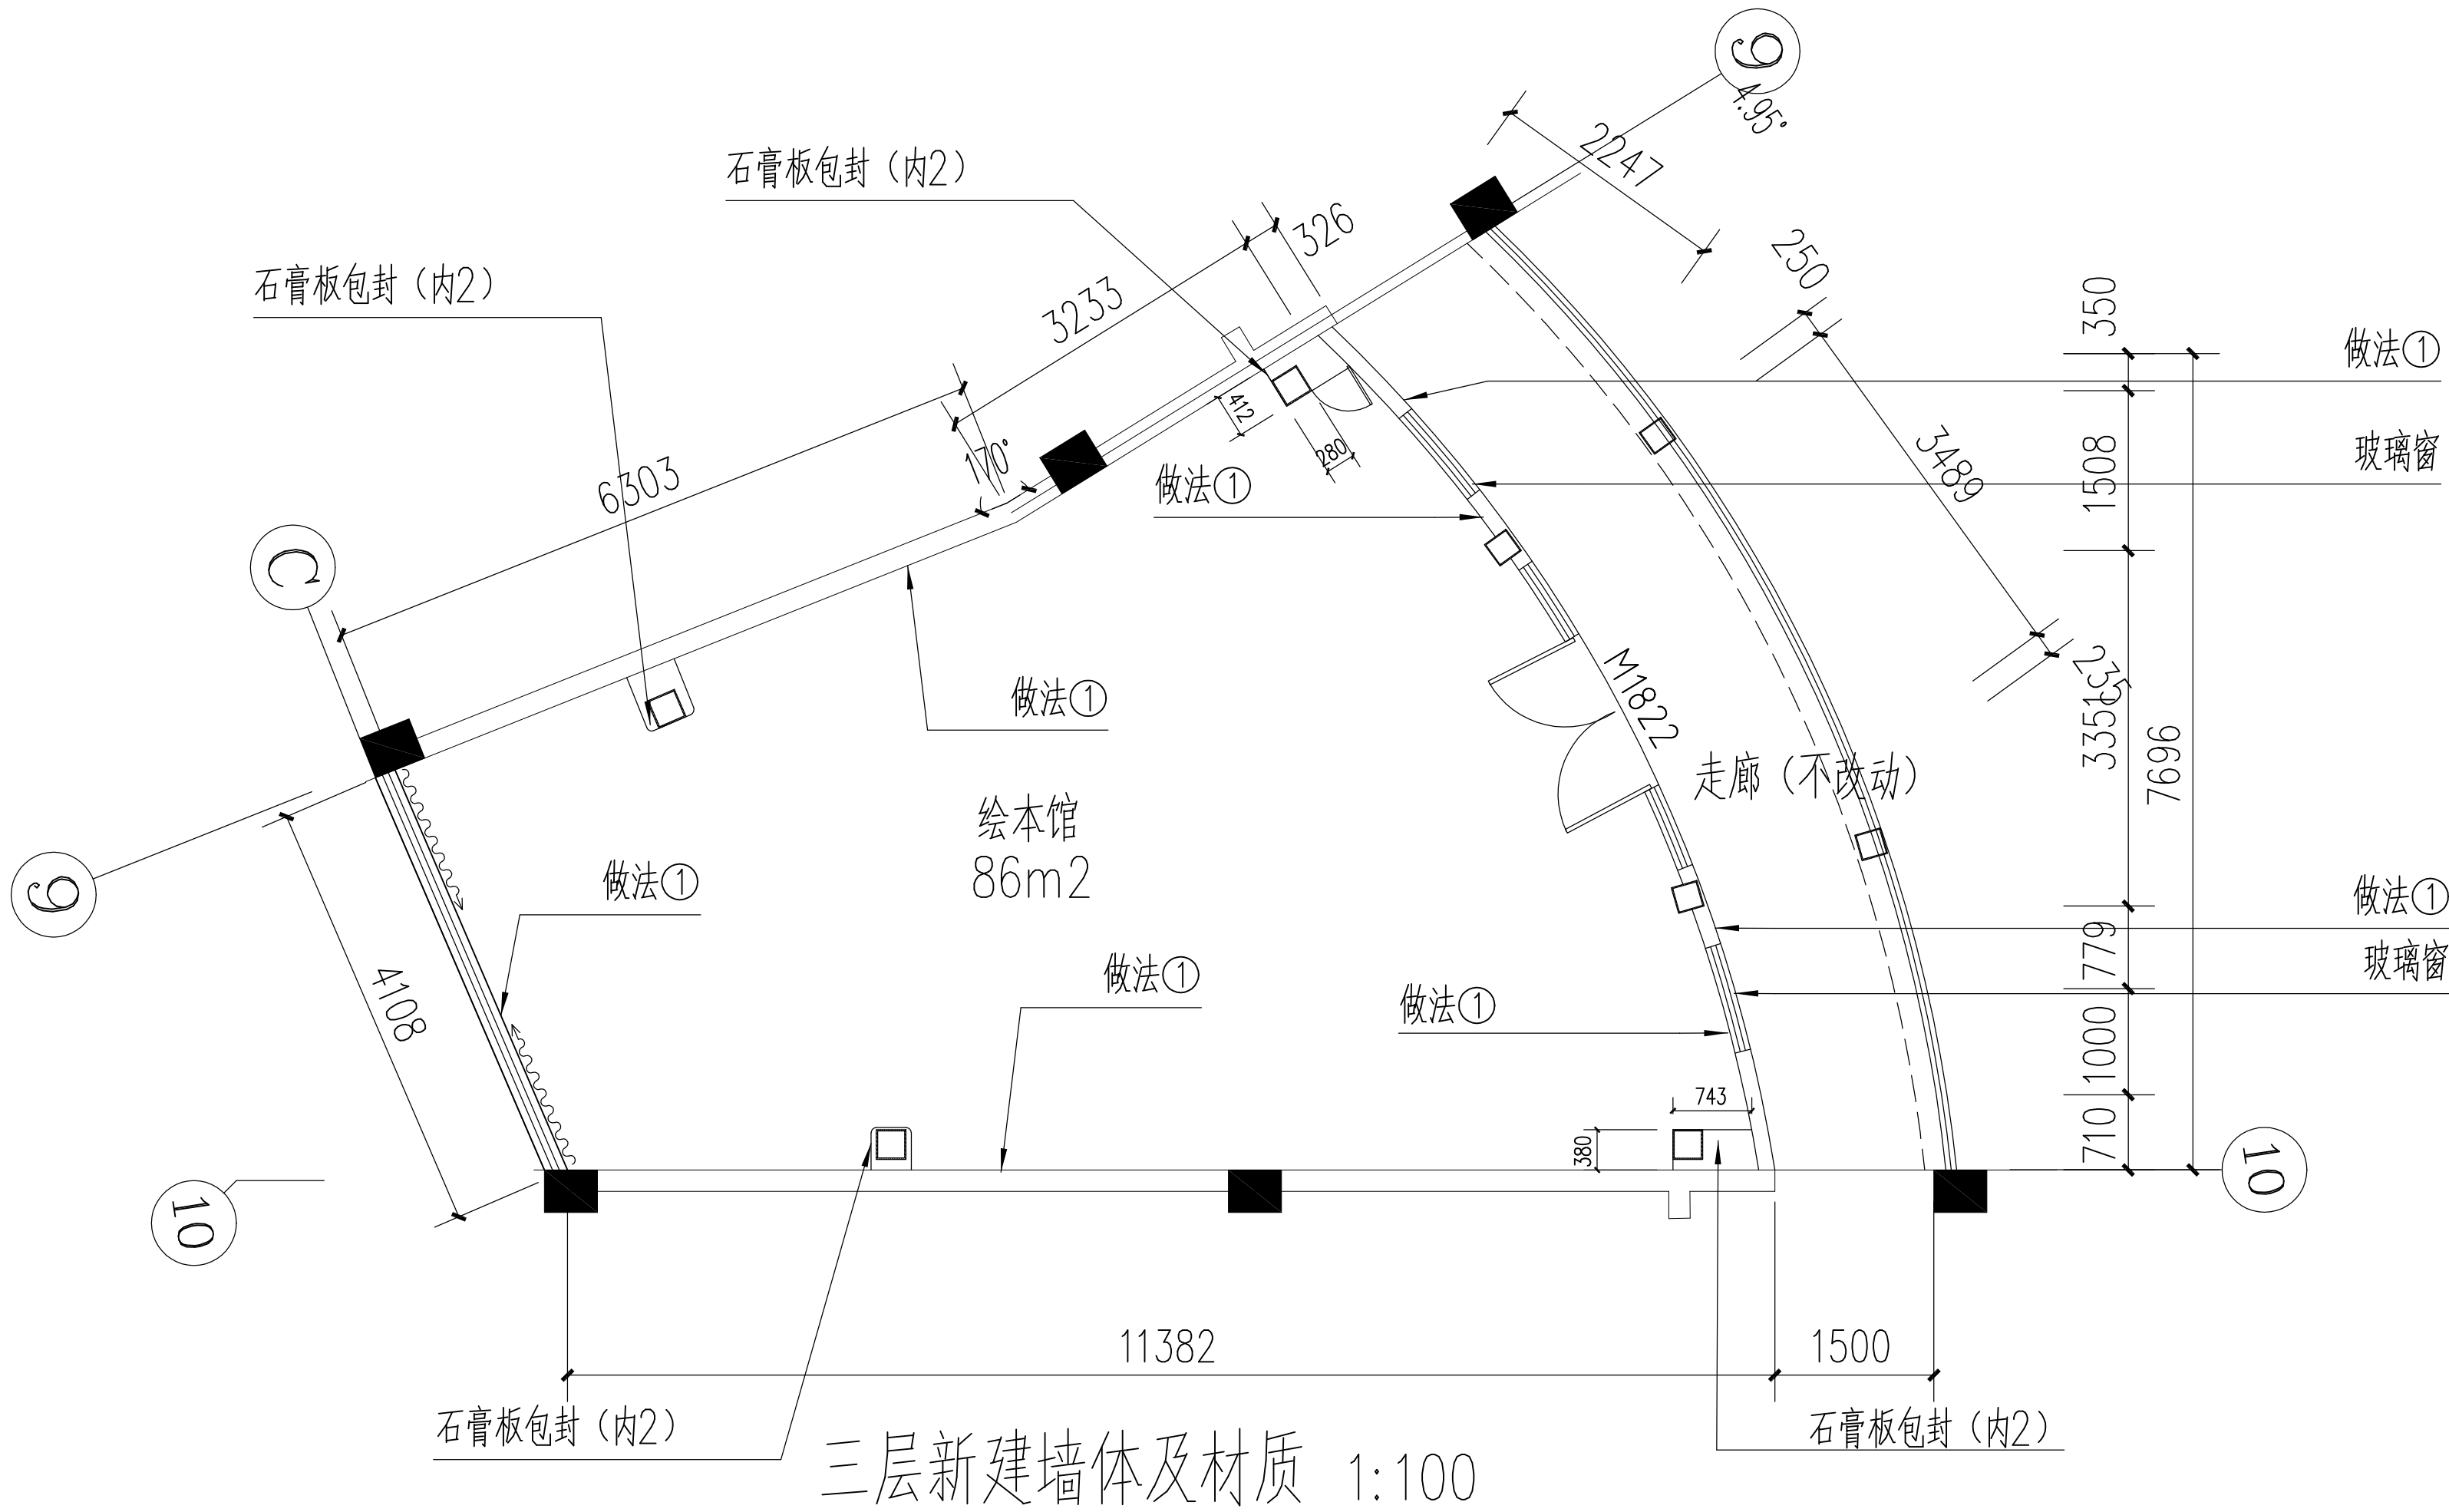 9
4.95°
2247
石膏板包封（内2）
326
250
石膏板包封（内2）
3233
350
做法①
170°
412
280
玻璃窗
6303
做法①
1508
3489
C
235
M1822
3351
7696
做法①
走廊（不改动）
绘本馆
86m2
9
做法①
做法①
779
玻璃窗
4108
做法①
做法①
1000
743
380
710
10
10
11382
1500
石膏板包封（内2）
石膏板包封（内2）
三层新建墙体及材质 1:100